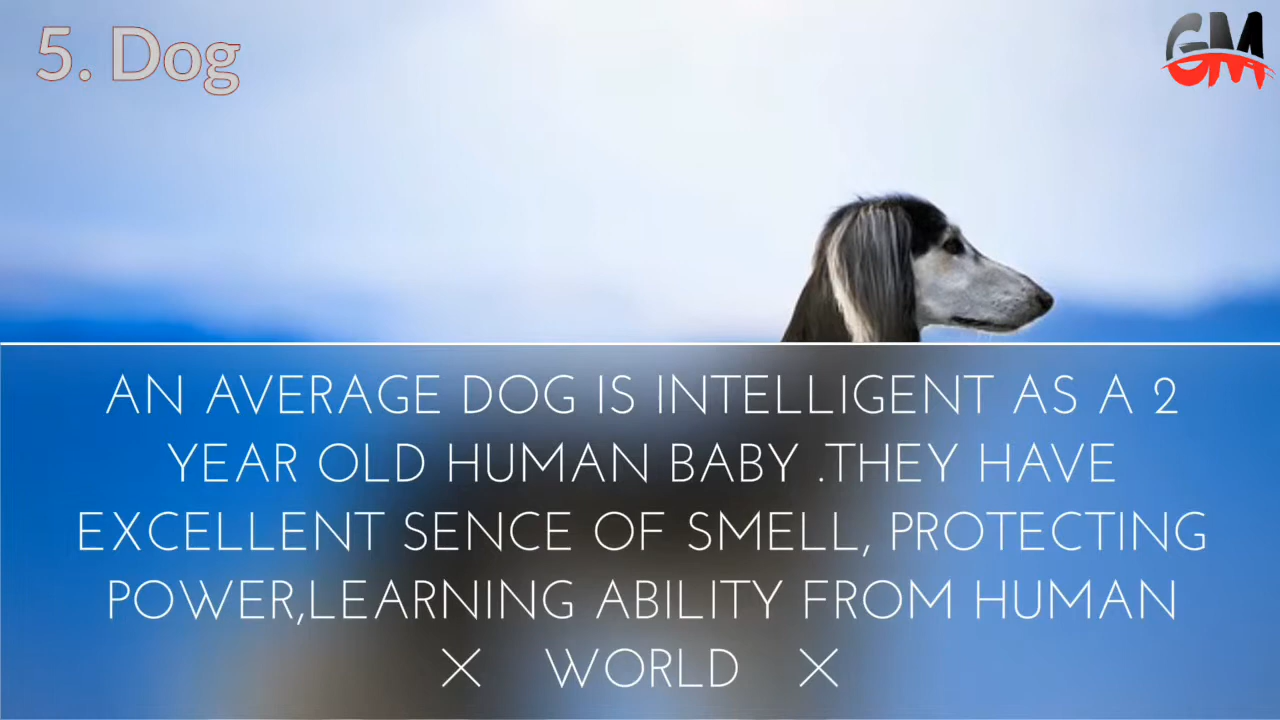 5. Dog
GM
AN AVERAGE DOG IS INTELLIGENT AS A 2
YEAR OLD HUMAN BABY .THEY HAVE
EXCELLENT SENCE OF SMELL, PROTECTING
POWER,LEARNING ABILITY FROM HUMAN
WORLD